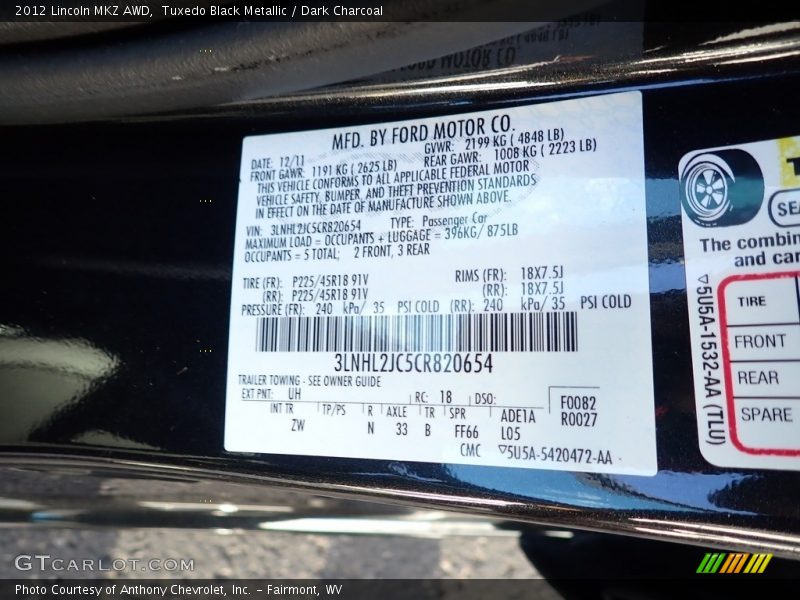 2012 Lincoln MKZ AWD,  Tuxedo Black Metallic / Dark Charcoal
MFD. BY FORD MOTOR CO.
DATE: 12/11 GVWR: 2199 KG ( 4848 LB)
FRONT GAWR: 1191 KG ( 2625 LB) REAR GAWR: 1008 KG ( 2223 LB)
THIS VEHICLE CONFORMS TO ALL APPLICABLE FEDERAL MOTOR
VEHICLE SAFETY, BUMPER, AND THEFT PREVENTION STANDARDS
IN EFFECT ON THE DATE OF MANUFACTURE SHOWN ABOVE.
VIN: 3LNHL2JC5CR820654 TYPE: Passenger Car
MAXIMUM LOAD = OCCUPANTS + LUGGAGE = 396KG/ 875LB
OCCUPANTS = 5 TOTAL; 2 FRONT, 3 REAR
TIRE (FR): P225/45R18 91V RIMS (FR): 18X7.5J
(RR): P225/45R18 91V (RR): 18X7.5J
PRESSURE (FR): 240 kPa/ 35 PSI COLD (RR): 240 kPa/ 35 PSI COLD
3LNHL2JC5CR820654
TRAILER TOWING - SEE OWNER GUIDE
EXT PNT: UH RC: 18 DSO:
INT TR TP/PS R AXLE TR SPR ADE1A F0082
ZW N 33 B FF66 L05 R0027
CMC ▽5U5A-5420472-AA
The combin
and car
TIRE
FRONT
REAR
SPARE
▽5U5A-1532-AA (TLU)
GTCARLOT.COM
Photo Courtesy of Anthony Chevrolet, Inc. – Fairmont, WV